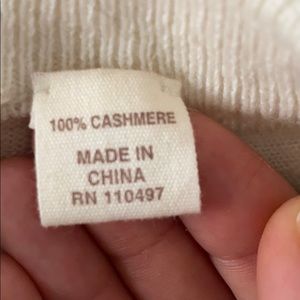 100% CASHMERE
MADE IN
CHINA
RN 110497